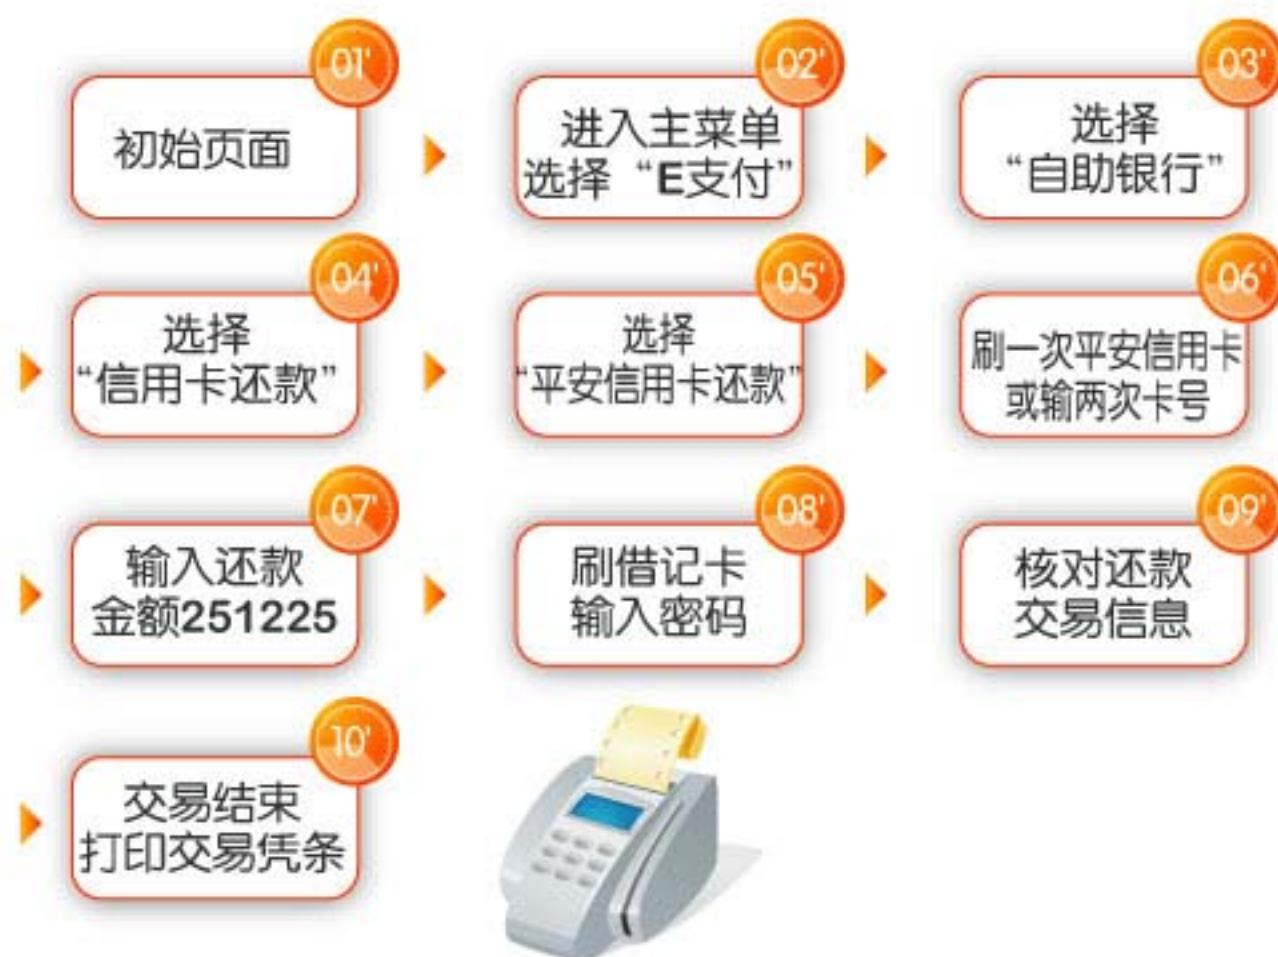 01'
初始页面
02'
进入主菜单
选择 “E支付”
03'
选择
“自助银行”
04'
选择
“信用卡还款”
05'
选择
“平安信用卡还款”
06'
刷一次平安信用卡
或输两次卡号
07'
输入还款
金额251225
08'
刷借记卡
输入密码
09'
核对还款
交易信息
10'
交易结束
打印交易凭条